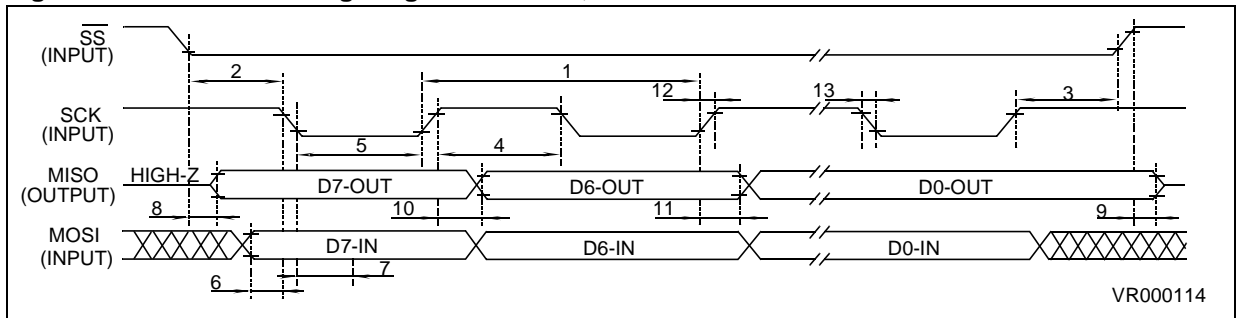 SS
(INPUT)
2
1
12
13
3
SCK
(INPUT)
5
4
MISO
(OUTPUT)
HIGH-Z
D7-OUT
D6-OUT
D0-OUT
8
10
11
9
MOSI
(INPUT)
D7-IN
D6-IN
D0-IN
7
6
VR000114